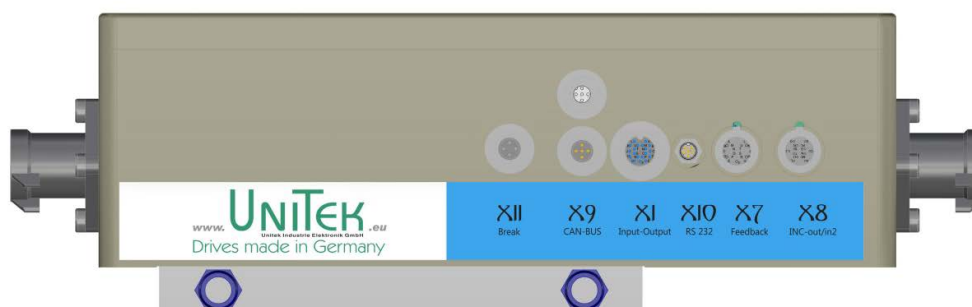 www.UNITEK.eu
Unitek Industrie Elektronik GmbH
Drives made in Germany
X11 X9 X1 X10 X7 X8
Break CAN-BUS Input-Output RS 232 Feedback INC-out/in2